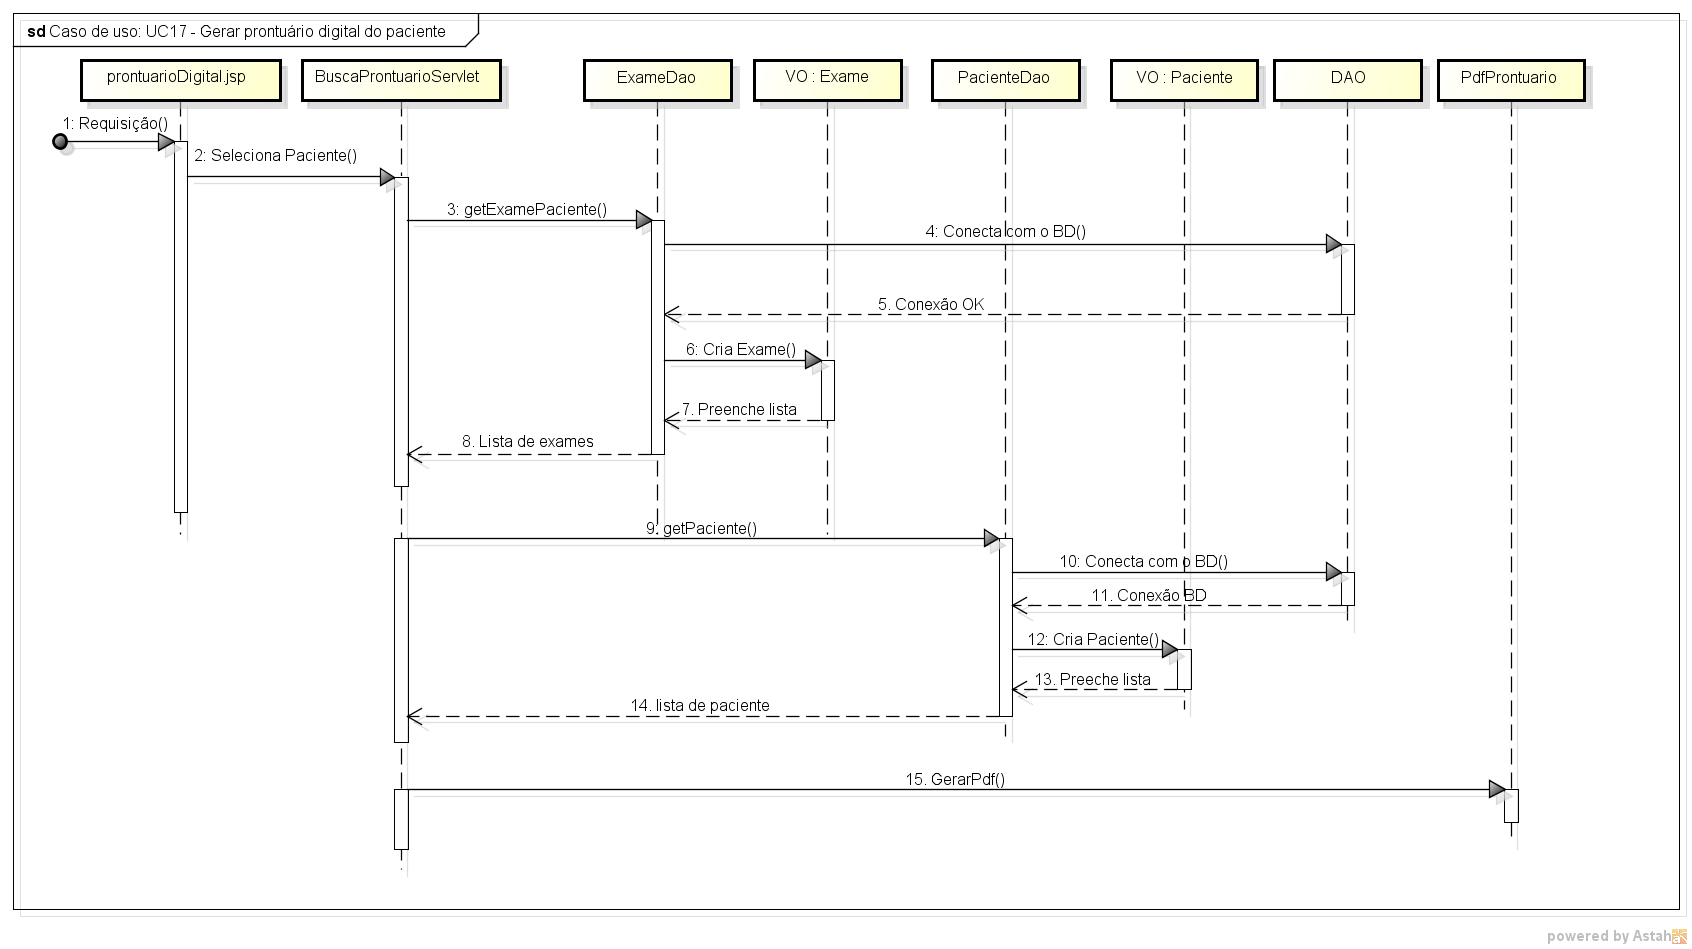 sd Caso de uso: UC17 - Gerar prontuário digital do paciente
prontuarioDigital.jsp
BuscaProntuarioServlet
ExameDao
VO : Exame
PacienteDao
VO : Paciente
DAO
PdfProntuario
1: Requisição()
2: Seleciona Paciente()
3: getExamePaciente()
4: Conecta com o BD()
5. Conexão OK
6: Cria Exame()
7. Preenche lista
8. Lista de exames
9: getPaciente()
10: Conecta com o BD()
11. Conexão BD
12: Cria Paciente()
13. Preeche lista
14. lista de paciente
15. GerarPdf()
powered by Astah